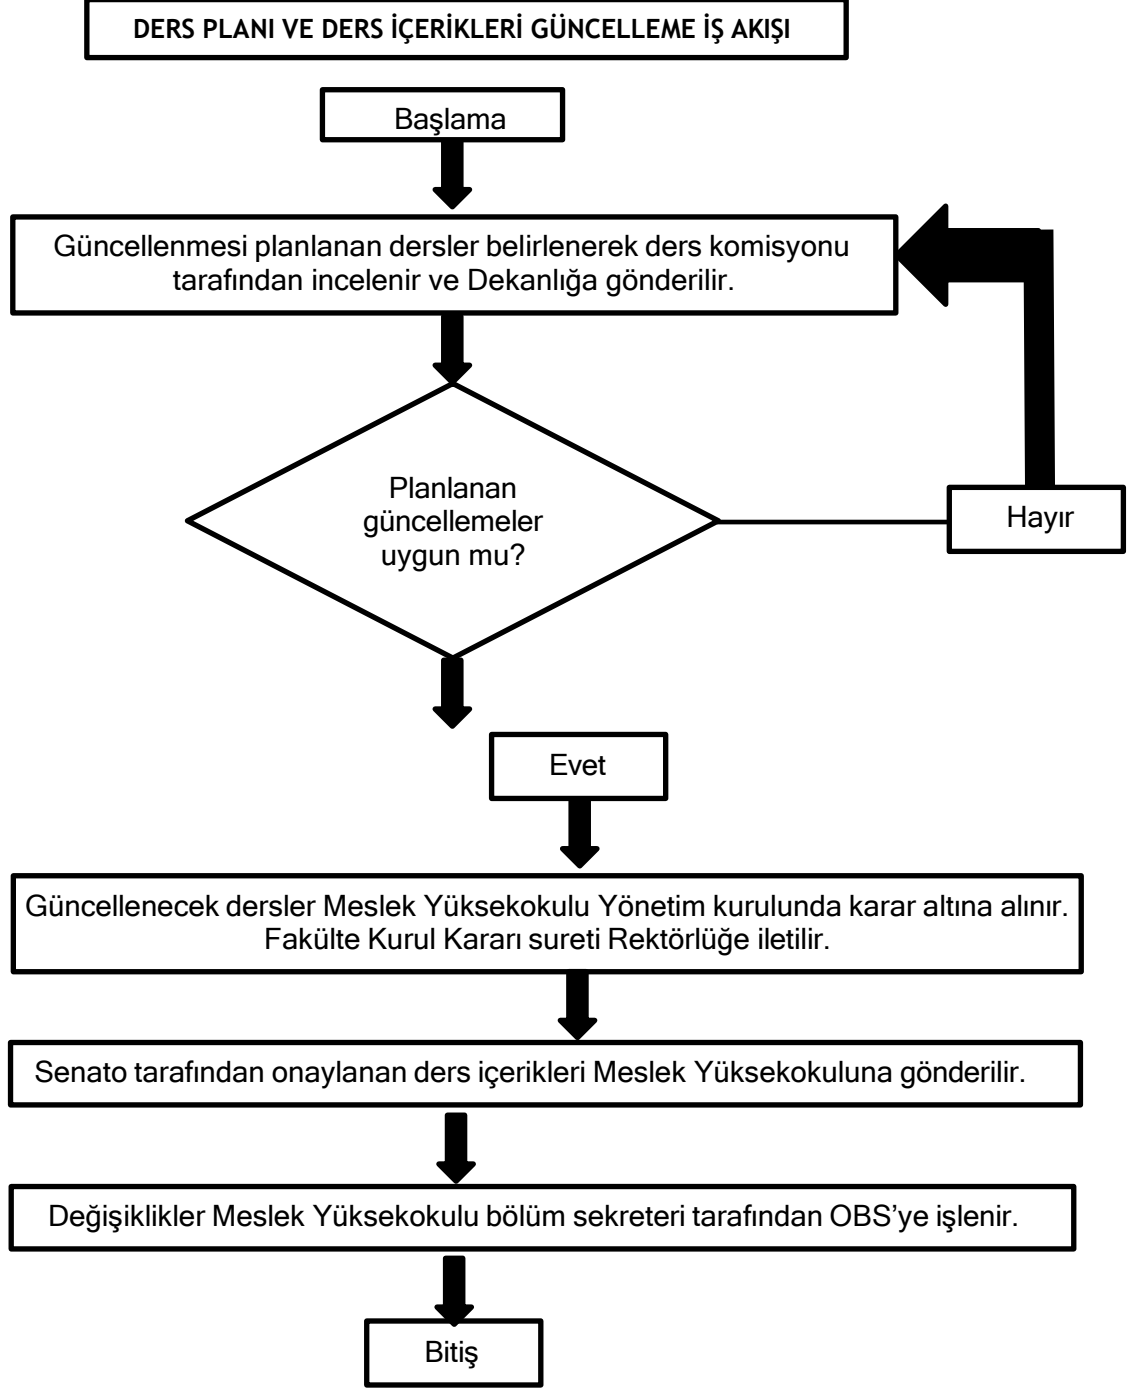 DERS PLANI VE DERS İÇERİKLERİ GÜNCELLEME İŞ AKIŞI
Başlama
Güncellenmesi planlanan dersler belirlenerek ders komisyonu
tarafından incelenir ve Dekanlığa gönderilir.
Planlanan
güncellemeler
uygun mu?
Hayır
Evet
Güncellenecek dersler Meslek Yüksekokulu Yönetim kurulunda karar altına alınır.
Fakülte Kurul Kararı sureti Rektörlüğe iletilir.
Senato tarafından onaylanan ders içerikleri Meslek Yüksekokuluna gönderilir.
Değişiklikler Meslek Yüksekokulu bölüm sekreteri tarafından OBS’ye işlenir.
Bitiş